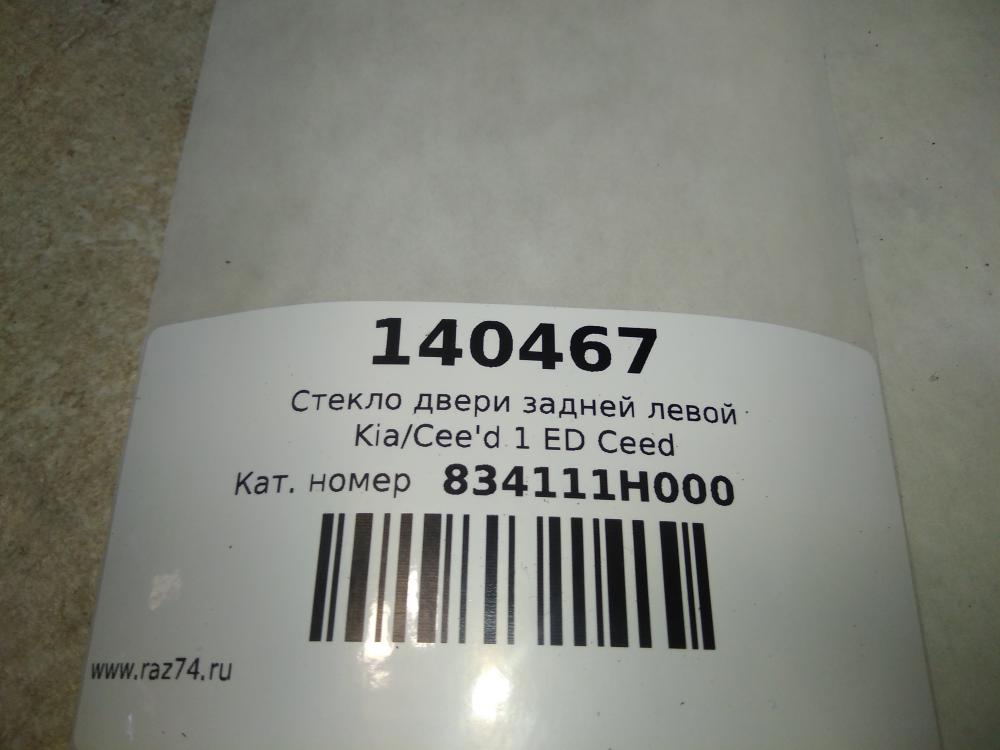 140467
Стекло двери задней левой
Kia/Cee'd 1 ED Ceed
Кат. номер 834111H000
www.raz74.ru